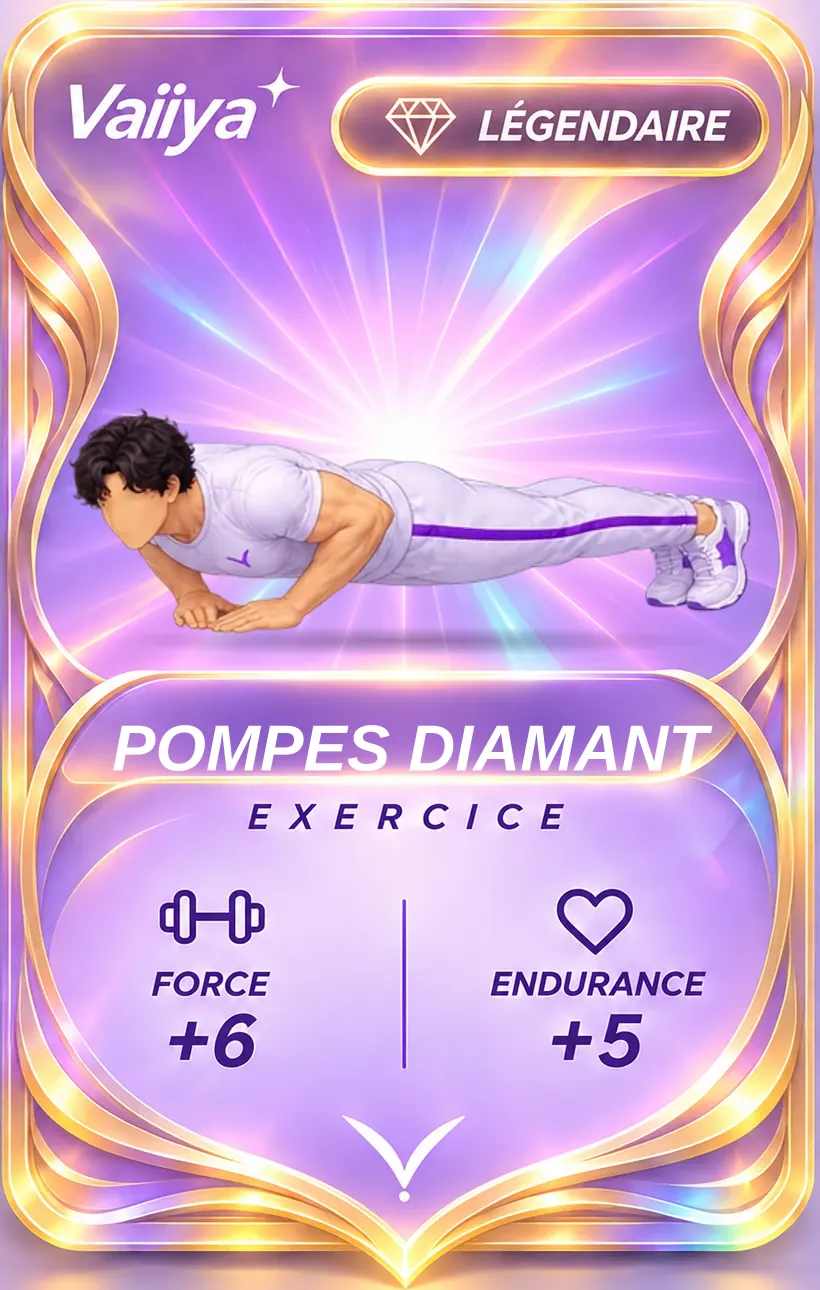 Vaiiya
LÉGENDAIRE
POMPES DIAMANT
EXERCICE
FORCE
ENDURANCE
+6
+5